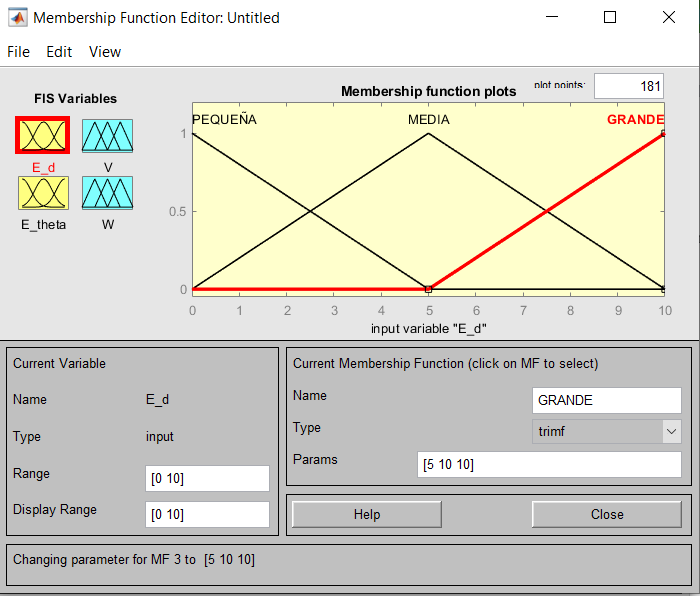 Membership Function Editor: Untitled
File Edit View
FIS Variables
E_d
V
E_theta
W
Membership function plots
plot points:
181
PEQUEÑA
MEDIA
GRANDE
1
0.5
0
0 1 2 3 4 5 6 7 8 9 10
input variable "E_d"
Current Variable
Name E_d
Type input
Range [0 10]
Display Range [0 10]
Current Membership Function (click on MF to select)
Name GRANDE
Type trimf
Params [5 10 10]
Help
Close
Changing parameter for MF 3 to [5 10 10]